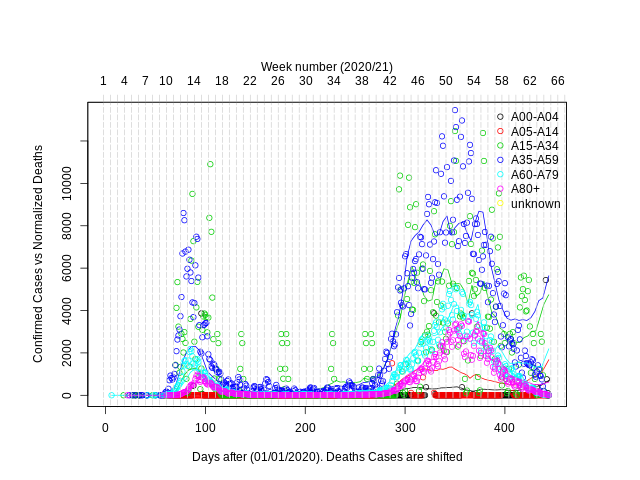 Week number (2020/21)
1 4 7 10 14 18 22 26 30 34 38 42 46 50 54 58 62 66
Confirmed Cases vs Normalized Deaths
0 2000 4000 6000 8000 10000
A00-A04
A05-A14
A15-A34
A35-A59
A60-A79
A80+
unknown
0 100 200 300 400
Days after (01/01/2020). Deaths Cases are shifted